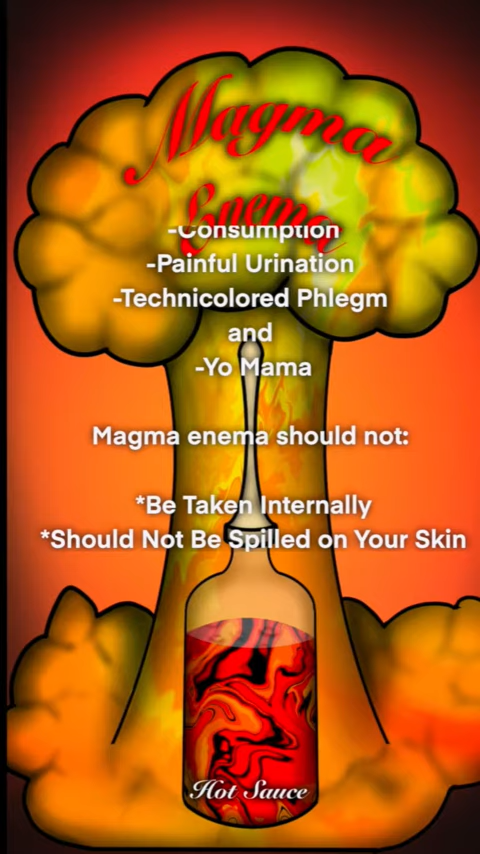 Magma
Enema
-Consumption
-Painful Urination
-Technicolored Phlegm
and
-Yo Mama
Magma enema should not:
*Be Taken Internally
*Should Not Be Spilled on Your Skin
Hot Sauce